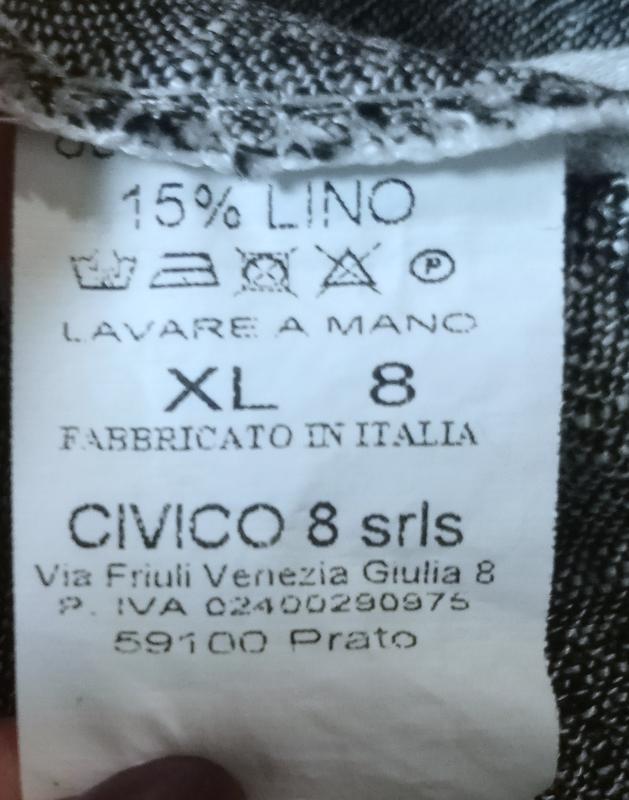 15% LINO
P
LAVARE A MANO
XL 8
FABBRICATO IN ITALIA
CIVICO 8 srls
Via Friuli Venezia Giulia 8
P. IVA 02400290975
59100 Prato